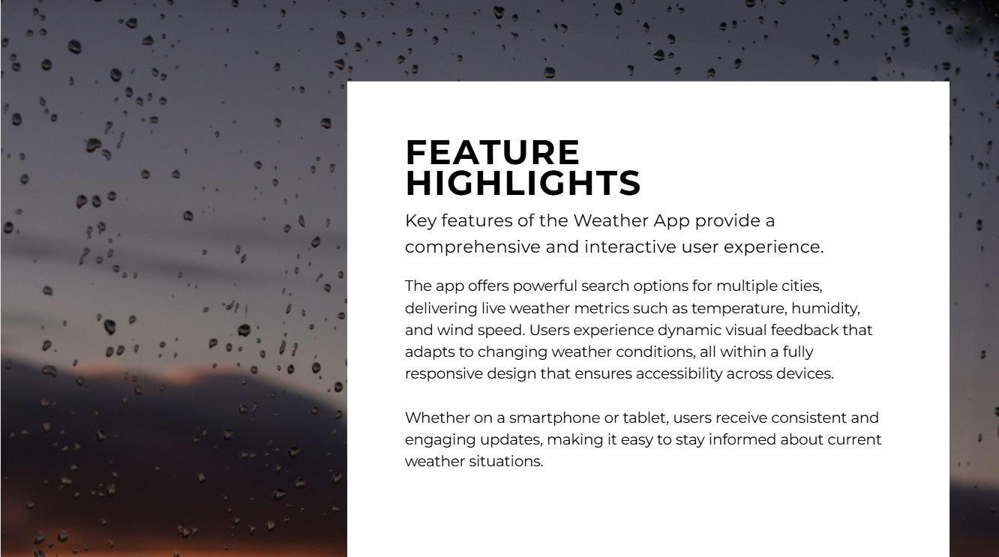 FEATURE
HIGHLIGHTS
Key features of the Weather App provide a
comprehensive and interactive user experience.
The app offers powerful search options for multiple cities,
delivering live weather metrics such as temperature, humidity,
and wind speed. Users experience dynamic visual feedback that
adapts to changing weather conditions, all within a fully
responsive design that ensures accessibility across devices.
Whether on a smartphone or tablet, users receive consistent and
engaging updates, making it easy to stay informed about current
weather situations.